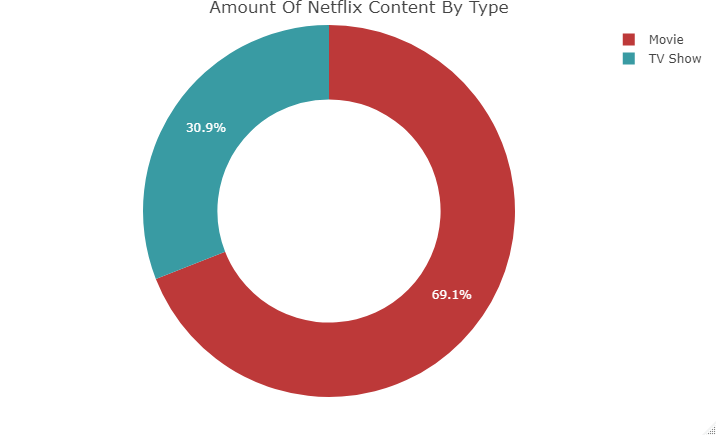 Amount Of Netflix Content By Type
Movie
TV Show
30.9%
69.1%